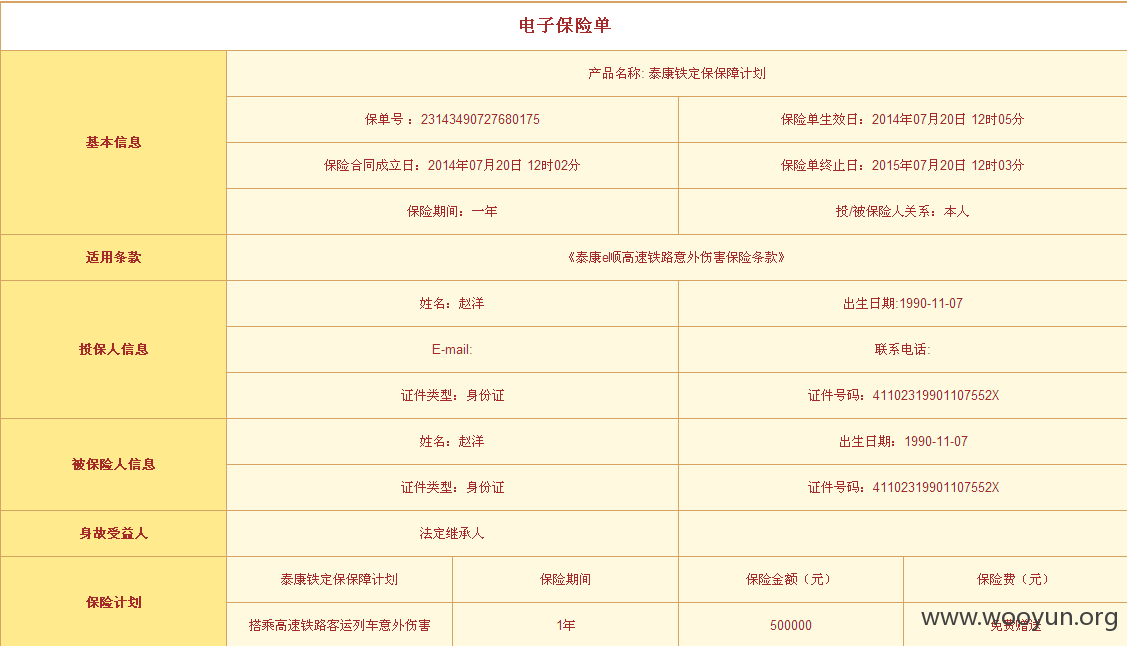 电子保险单
基本信息
产品名称: 泰康铁定保保障计划
保单号 : 23143490727680175
保险单生效日: 2014年07月20日 12时05分
保险合同成立日: 2014年07月20日 12时02分
保险单终止日: 2015年07月20日 12时03分
保险期间: 一年
投/被保险人关系: 本人
适用条款
《泰康e顺高速铁路意外伤害保险条款》
投保人信息
姓名: 赵洋
出生日期:1990-11-07
E-mail:
联系电话:
证件类型: 身份证
证件号码: 41102319901107552X
被保险人信息
姓名: 赵洋
出生日期: 1990-11-07
证件类型: 身份证
证件号码: 41102319901107552X
身故受益人
法定继承人
保险计划
泰康铁定保保障计划
保险期间
保险金额（元）
保险费（元）
搭乘高速铁路客运列车意外伤害
1年
500000
免费赠送
www.wooyun.org